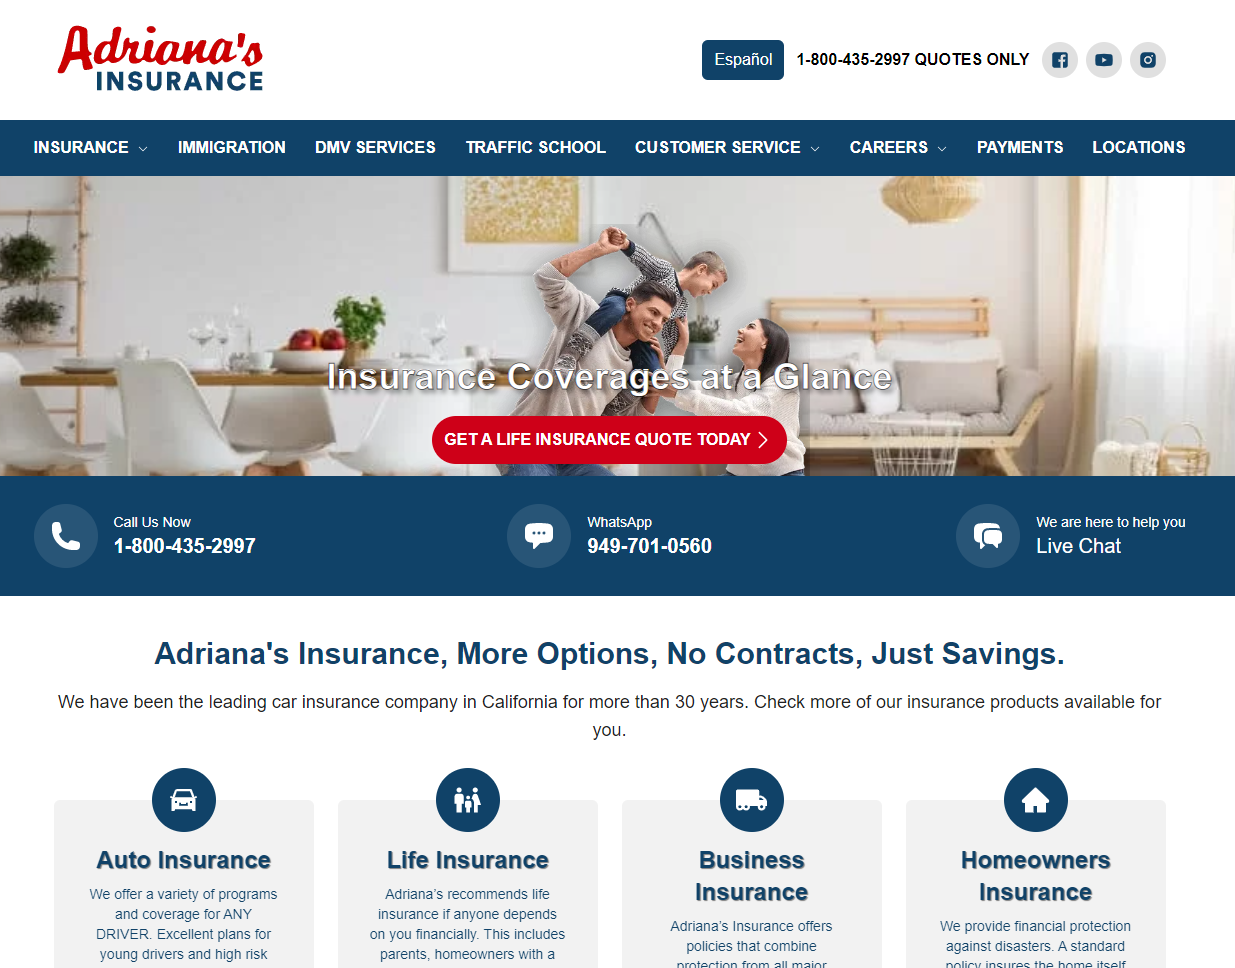 Adriana's
INSURANCE
Español
1-800-435-2997 QUOTES ONLY
INSURANCE
IMMIGRATION
DMV SERVICES
TRAFFIC SCHOOL
CUSTOMER SERVICE
CAREERS
PAYMENTS
LOCATIONS
Insurance Coverages at a Glance
GET A LIFE INSURANCE QUOTE TODAY
Call Us Now
1-800-435-2997
WhatsApp
949-701-0560
We are here to help you
Live Chat
Adriana's Insurance, More Options, No Contracts, Just Savings.
We have been the leading car insurance company in California for more than 30 years. Check more of our insurance products available for
you.
Auto Insurance
We offer a variety of programs
and coverage for ANY
DRIVER. Excellent plans for
young drivers and high risk
Life Insurance
Adriana’s recommends life
insurance if anyone depends
on you financially. This includes
parents, homeowners with a
Business
Insurance
Adriana’s Insurance offers
policies that combine
protection from all major
Homeowners
Insurance
We provide financial protection
against disasters. A standard
policy insures the home itself